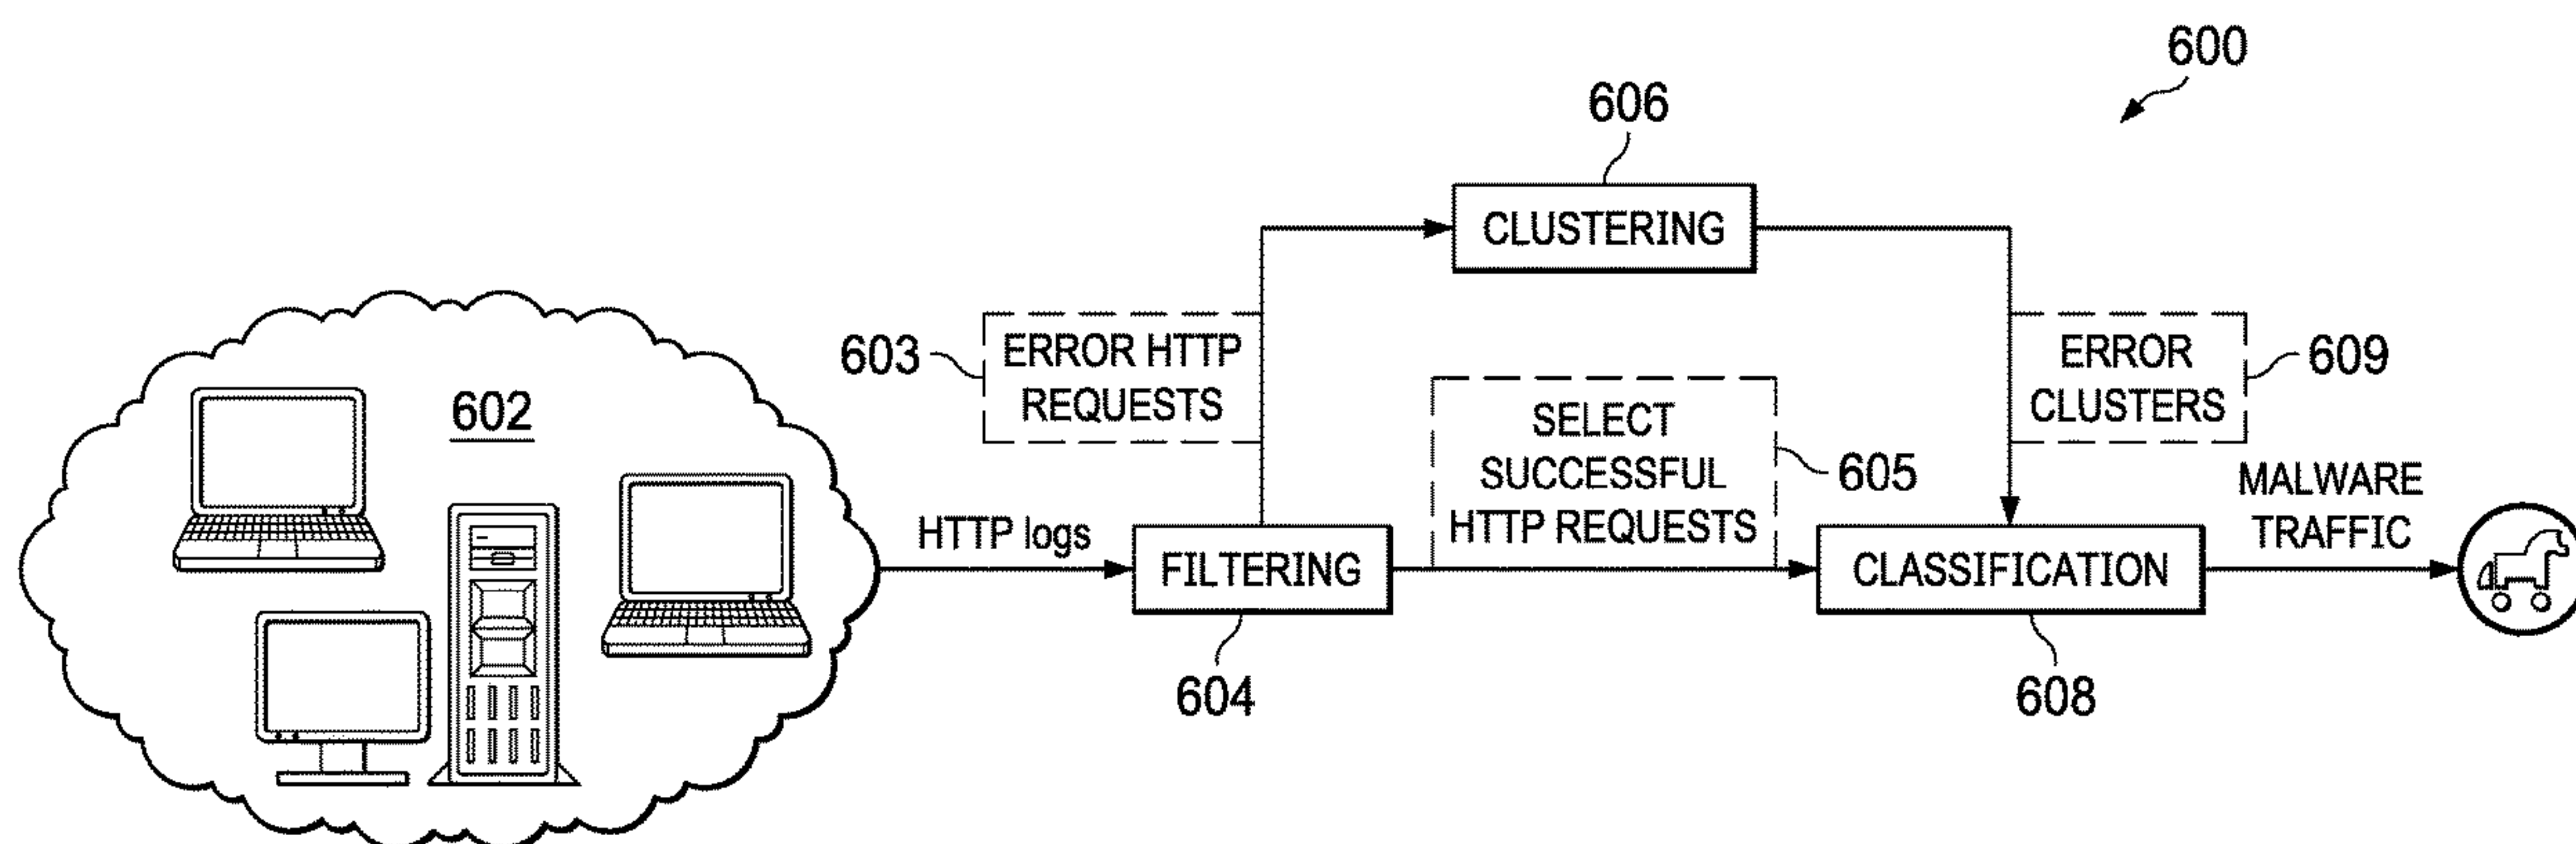 600
606
CLUSTERING
603
ERROR HTTP
REQUESTS
ERROR
CLUSTERS
609
602
SELECT
SUCCESSFUL
HTTP REQUESTS
605
MALWARE
TRAFFIC
HTTP logs
FILTERING
CLASSIFICATION
604
608